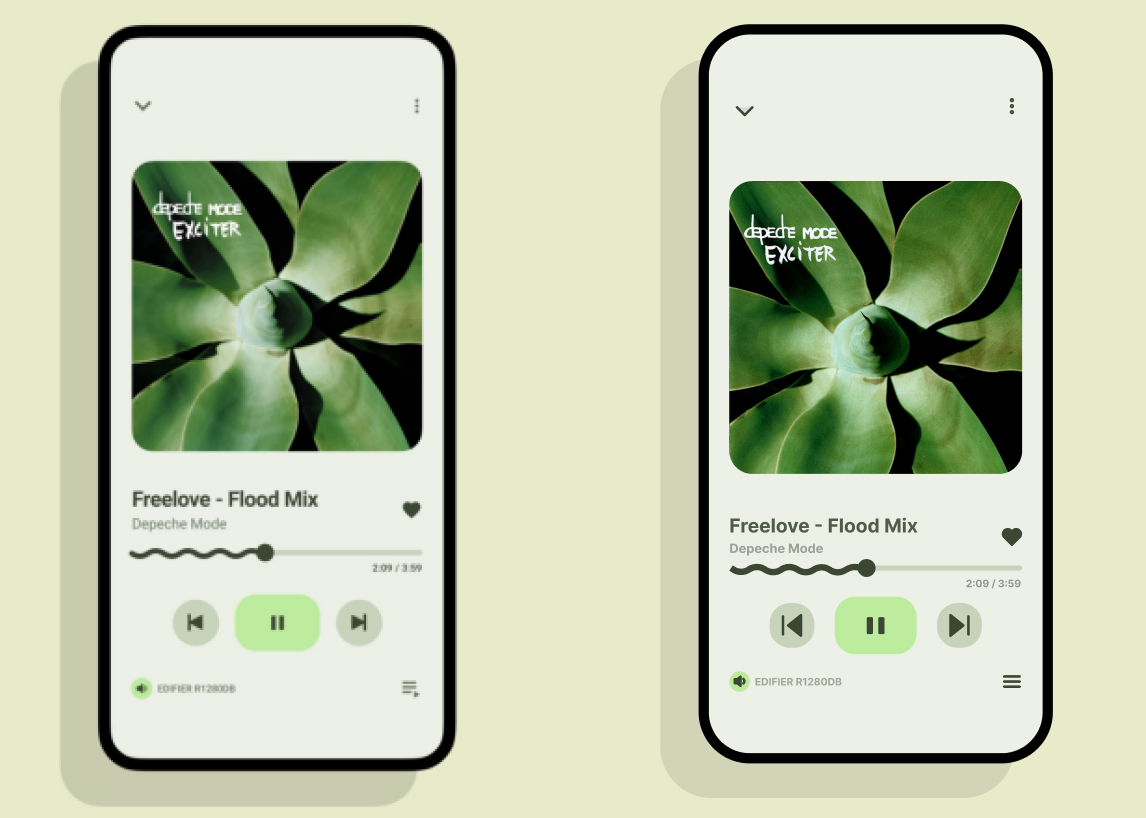 depeche MODE
EXCiTER
Freelove - Flood Mix
Depeche Mode
2:09 / 3:59
EDIFIER R1280DB
depeche MODE
EXCiTER
Freelove - Flood Mix
Depeche Mode
2:09 / 3:59
EDIFIER R1280DB